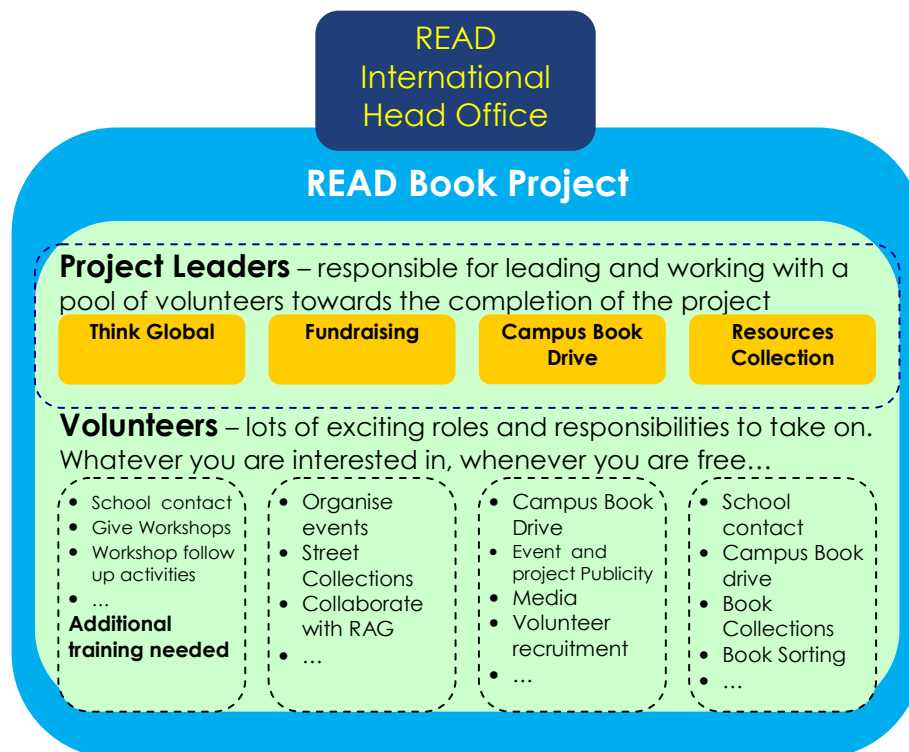 READ
International
Head Office
READ Book Project
Project Leaders – responsible for leading and working with a
pool of volunteers towards the completion of the project
Think Global
Fundraising
Campus Book
Drive
Resources
Collection
Volunteers – lots of exciting roles and responsibilities to take on.
Whatever you are interested in, whenever you are free…
• School contact
• Give Workshops
• Workshop follow
up activities
• …
Additional
training needed
• Organise
events
• Street
Collections
• Collaborate
with RAG
• …
• Campus Book
Drive
• Event and
project Publicity
• Media
• Volunteer
recruitment
• …
• School
contact
• Campus Book
drive
• Book
Collections
• Book Sorting
• …